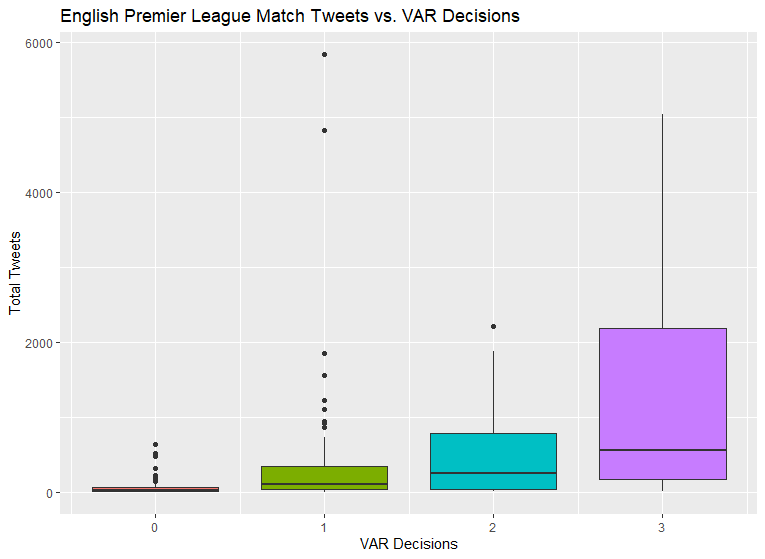 English Premier League Match Tweets vs. VAR Decisions
6000
4000
2000
0
Total Tweets
0 1 2 3
VAR Decisions